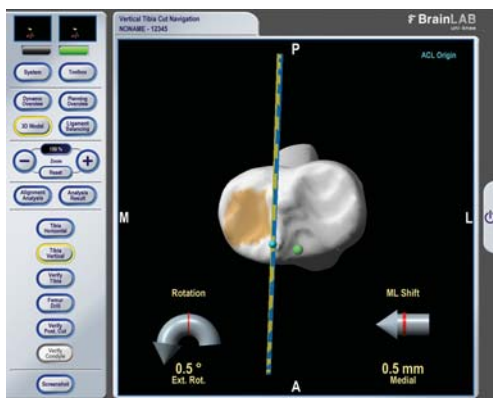 Vertical Tibia Cut Navigation
NONAME - 12345
BrainLAB
uni knee
System
Toolbox
Dynamic Overview
Planning Overview
3D Model
Ligament Balancing
100 %
Zoom
Reset
Alignment Analysis
Analysis Result
Tibia Horizontal
Tibia Vertical
Verify Tibia
Femur Drill
Verify Post. Cut
Verify Condyle
Screenshot
P
ACL Origin
M
L
A
Rotation
0.5 °
Ext. Rot.
ML Shift
0.5 mm
Medial